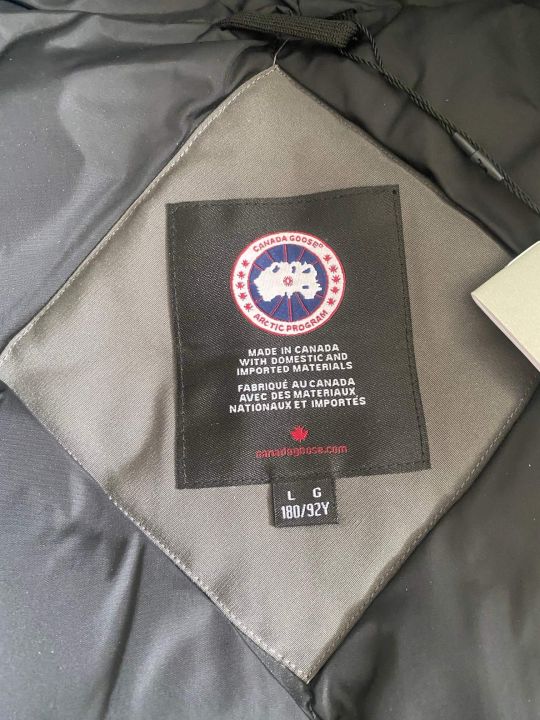 CANADA GOOSE®
ARCTIC PROGRAM
MADE IN CANADA
WITH DOMESTIC AND
IMPORTED MATERIALS
FABRIQUÉ AU CANADA
AVEC DES MATERIAUX
NATIONAUX ET IMPORTÉS
canadagoose.com
L G
180/92Y